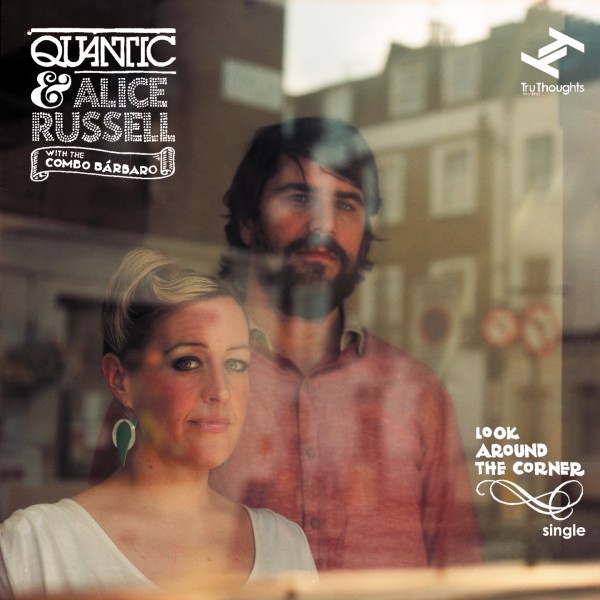 QUANTIC
& ALICE
RUSSELL
WITH THE
COMBO BÁRBARO
TruThoughts
LOOK
AROUND
THE CORNER
single